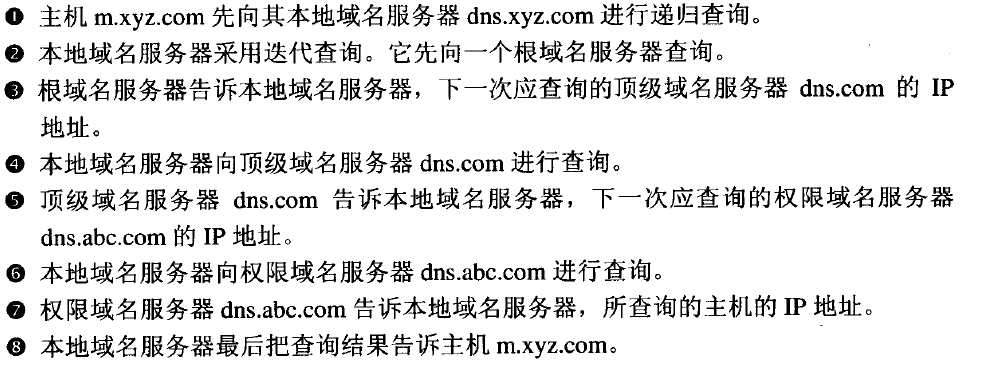 ❶ 主机 m.xyz.com 先向其本地域名服务器 dns.xyz.com 进行递归查询。
❷ 本地域名服务器采用迭代查询。它先向一个根域名服务器查询。
❸ 根域名服务器告诉本地域名服务器，下一次应查询的顶级域名服务器 dns.com 的 IP
地址。
❹ 本地域名服务器向顶级域名服务器 dns.com 进行查询。
❺ 顶级域名服务器 dns.com 告诉本地域名服务器，下一次应查询的权限域名服务器
dns.abc.com 的 IP 地址。
❻ 本地域名服务器向权限域名服务器 dns.abc.com 进行查询。
❼ 权限域名服务器 dns.abc.com 告诉本地域名服务器，所查询的主机的 IP 地址。
❽ 本地域名服务器最后把查询结果告诉主机 m.xyz.com。